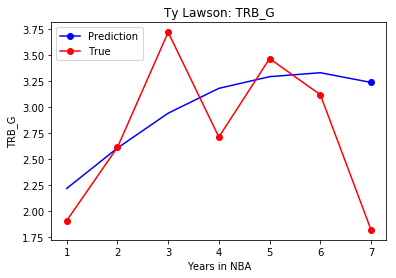 Ty Lawson: TRB_G
Prediction
True
3.75
3.50
3.25
3.00
2.75
2.50
2.25
2.00
1.75
TRB_G
1 2 3 4 5 6 7
Years in NBA